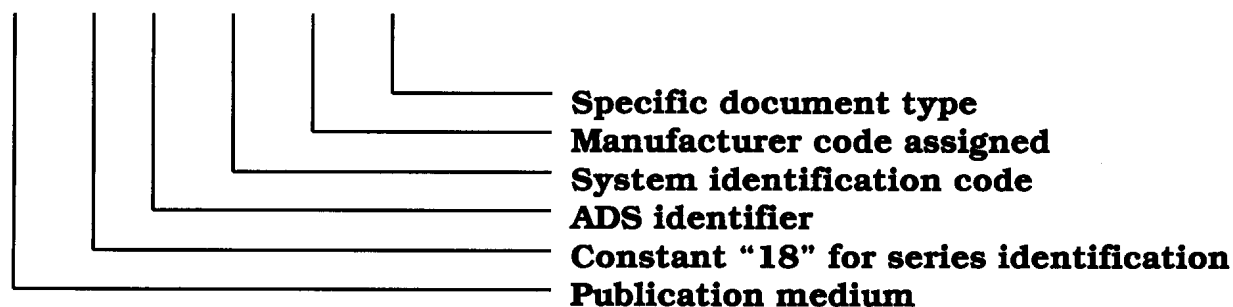 Specific document type
Manufacturer code assigned
System identification code
ADS identifier
Constant “18” for series identification
Publication medium